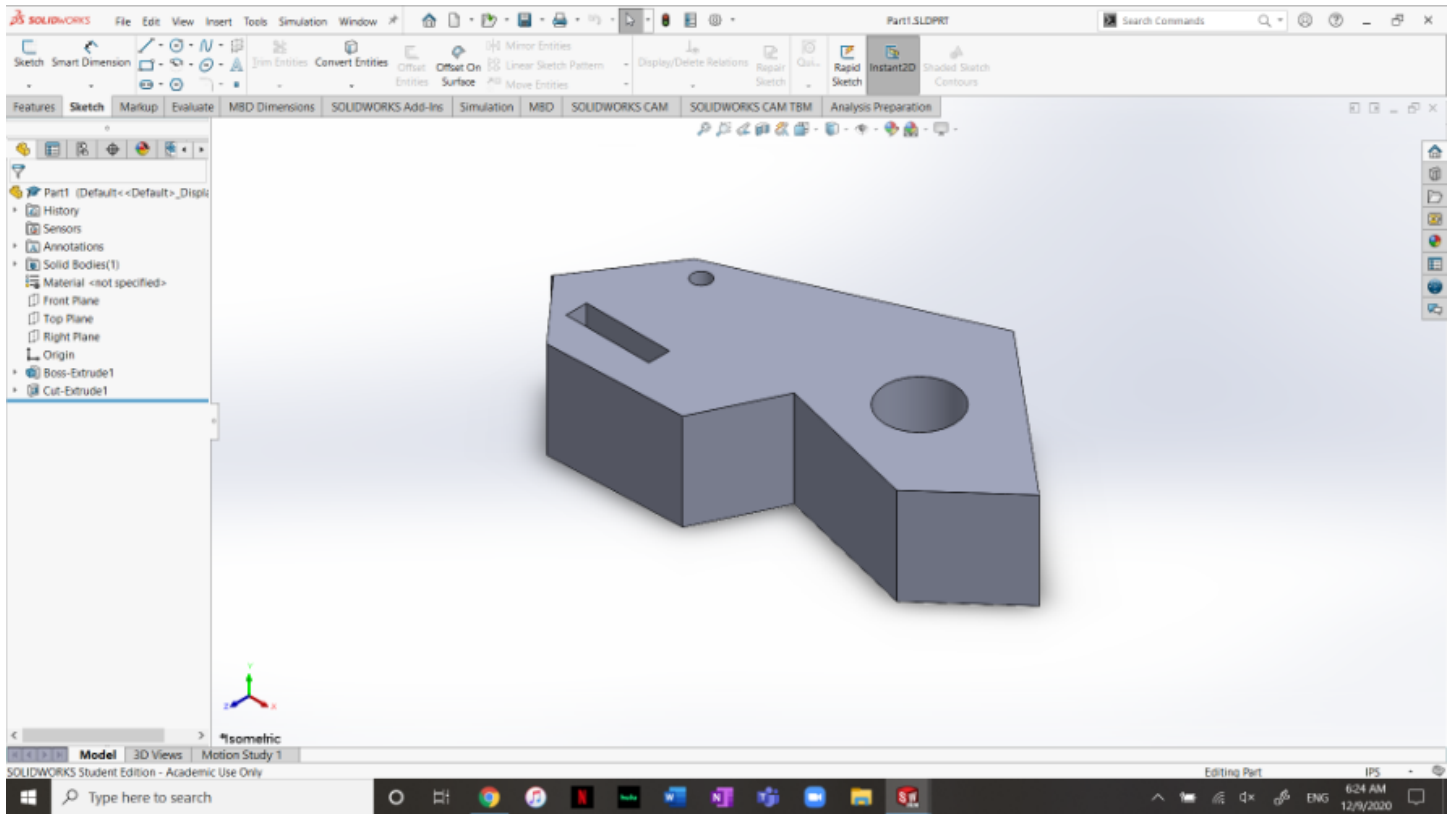 SOLIDWORKS File Edit View Insert Tools Simulation Window Part1.SLDPRT Search Commands
Sketch Smart Dimension Trim Entities Convert Entities Offset Entities Offset On Surface Mirror Entities Linear Sketch Pattern Move Entities Display/Delete Relations Repair Sketch Qui... Rapid Sketch Instant2D Shaded Sketch Contours
Features Sketch Markup Evaluate MBD Dimensions SOLIDWORKS Add-Ins Simulation MBD SOLIDWORKS CAM SOLIDWORKS CAM TBM Analysis Preparation
Part1 (Default<<Default>_Displa
History
Sensors
Annotations
Solid Bodies(1)
Material <not specified>
Front Plane
Top Plane
Right Plane
Origin
Boss-Extrude1
Cut-Extrude1
Y
Z X
*Isometric
Model 3D Views Motion Study 1
SOLIDWORKS Student Edition - Academic Use Only Editing Part IPS
Type here to search hulu ENG 6:24 AM
12/9/2020